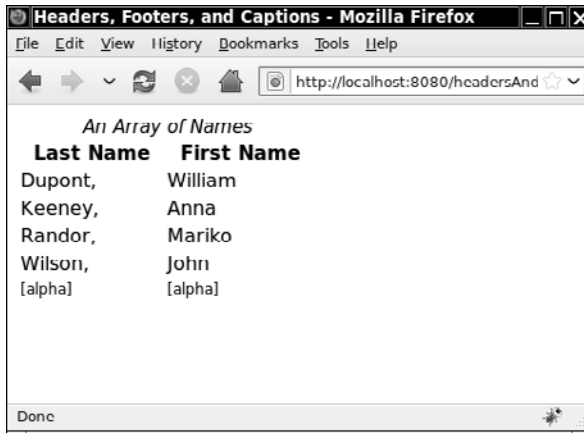 Headers, Footers, and Captions - Mozilla Firefox
File Edit View History Bookmarks Tools Help
http://localhost:8080/headersAnd
An Array of Names
Last Name First Name
Dupont, William
Keeney, Anna
Randor, Mariko
Wilson, John
[alpha] [alpha]
Done